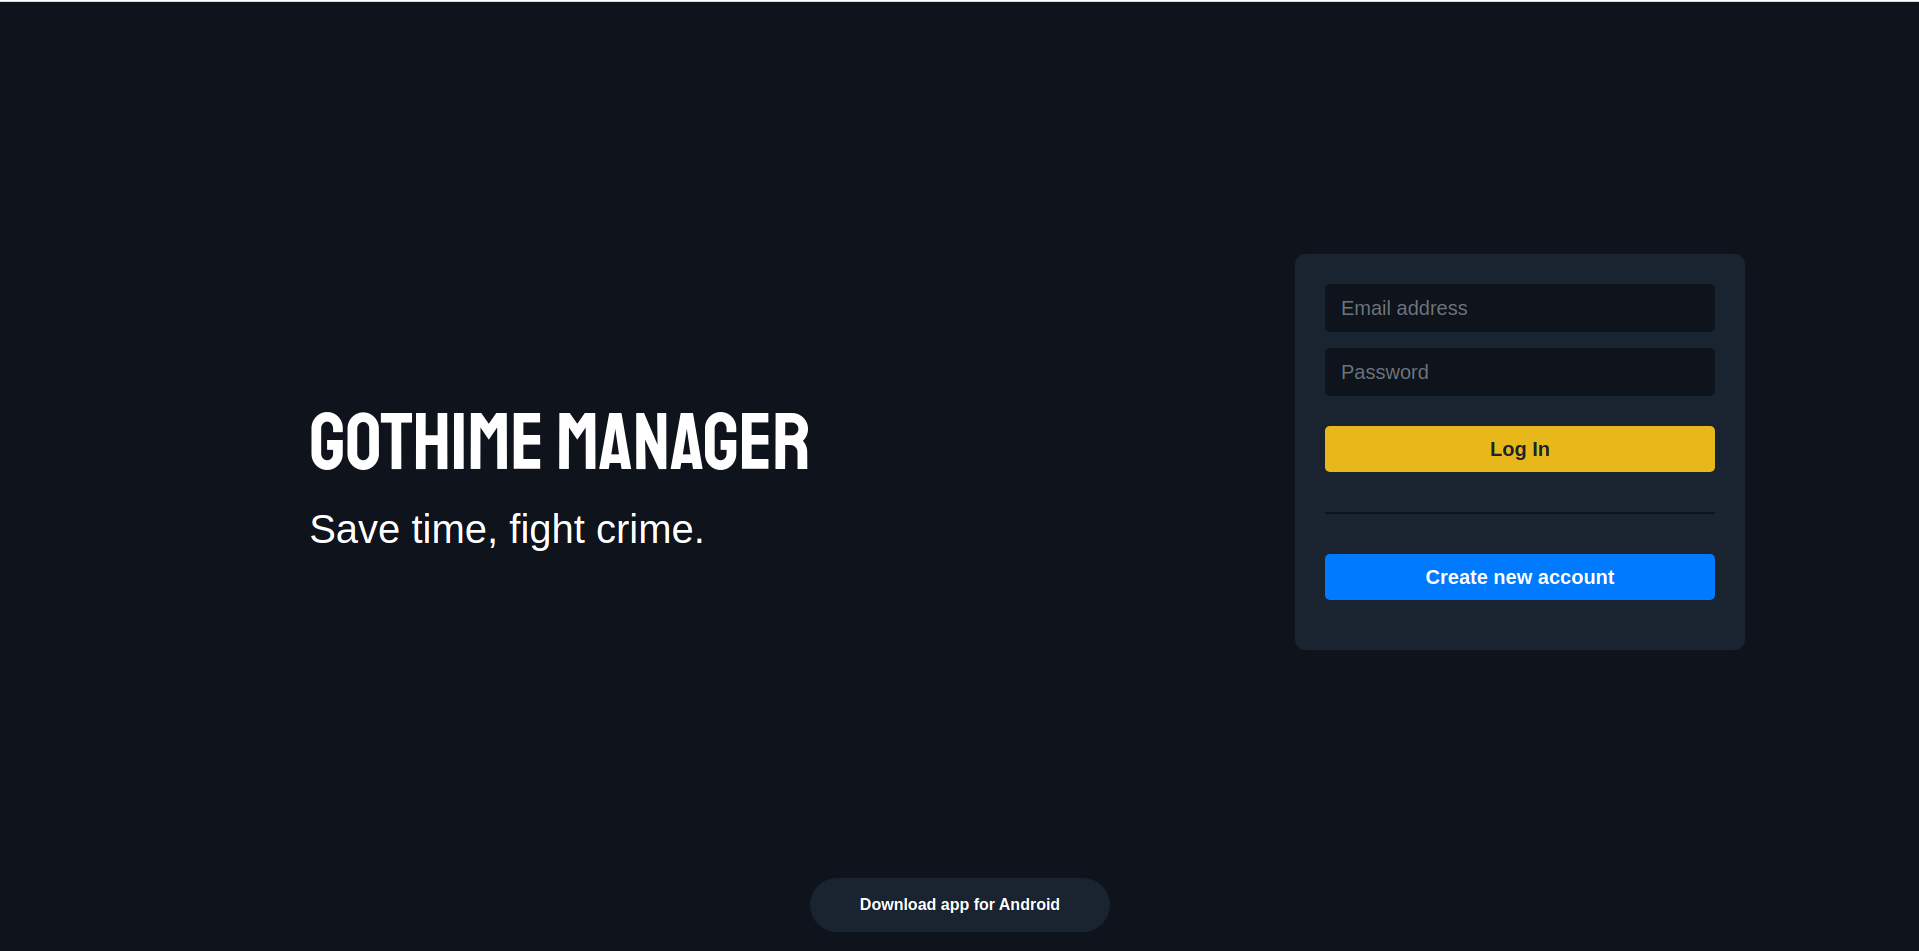 GOTHIME MANAGER
Save time, fight crime.
Email address
Password
Log In
Create new account
Download app for Android